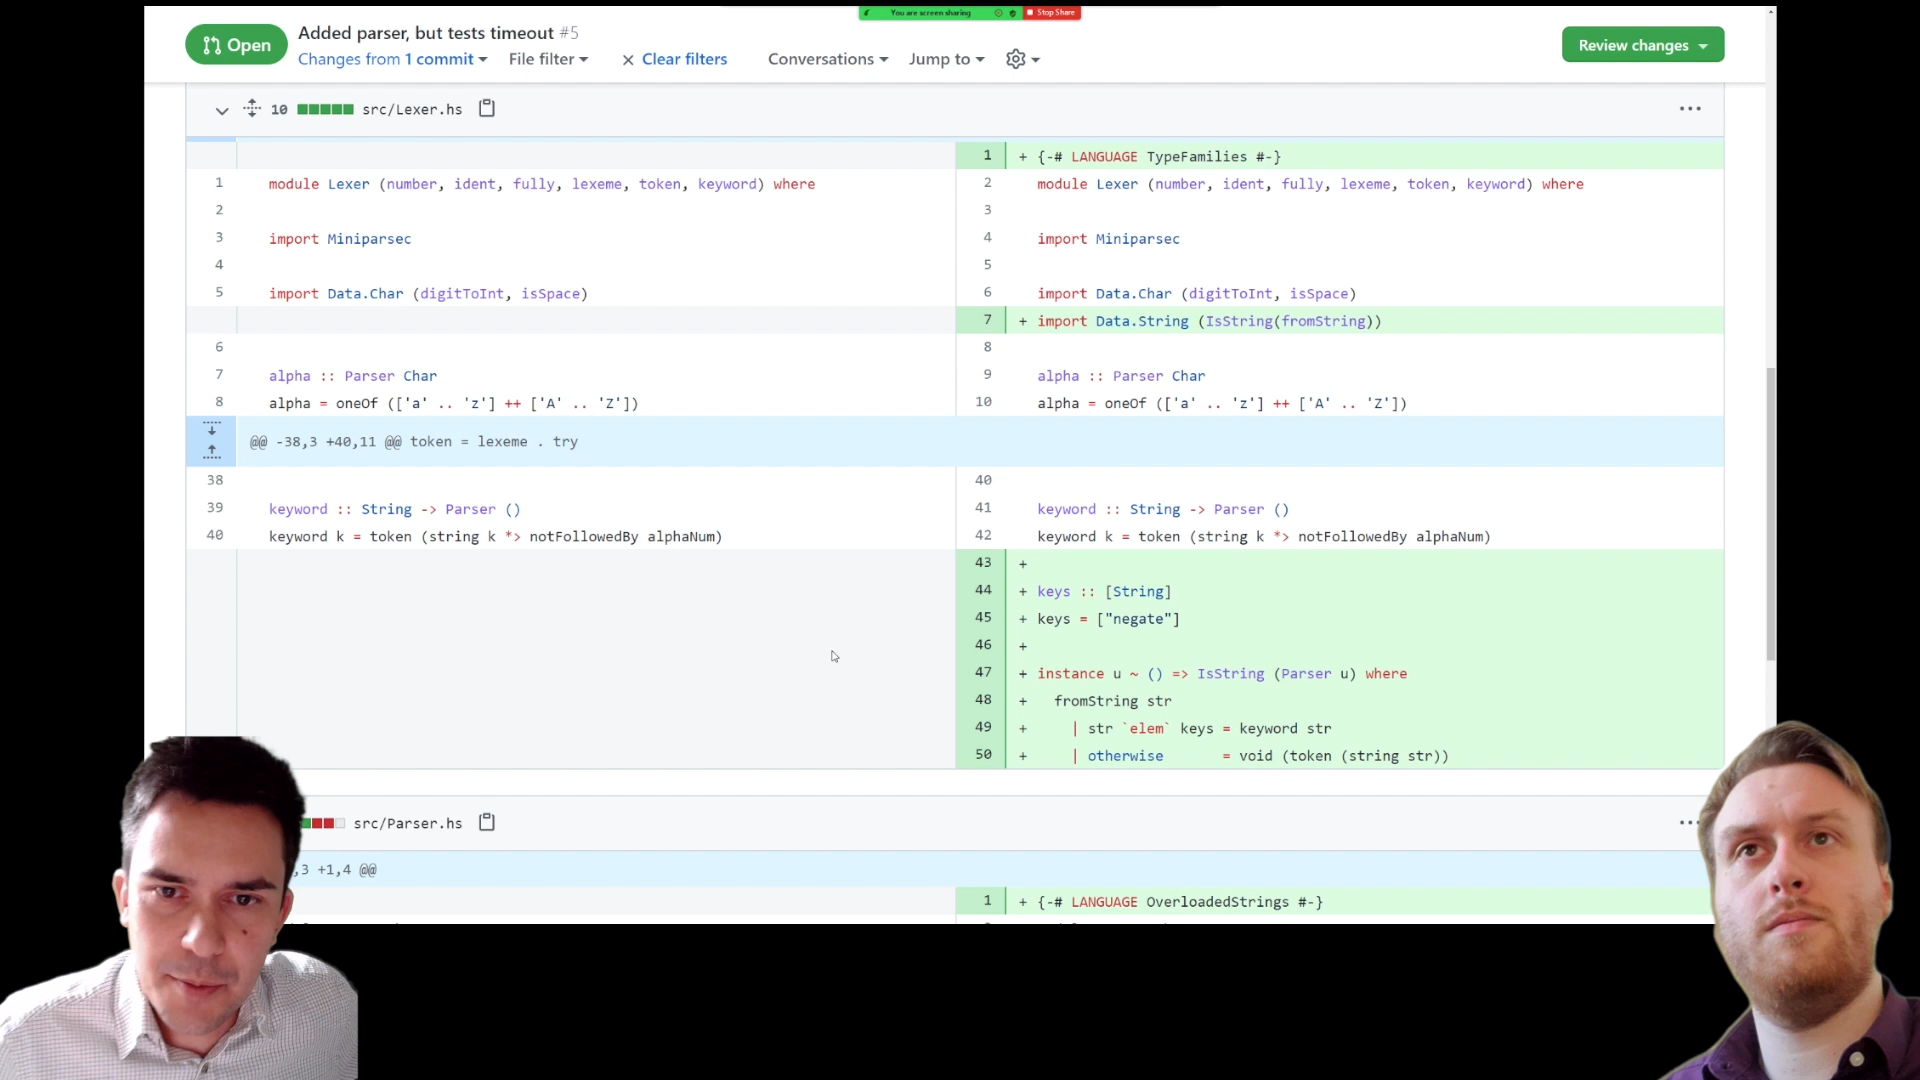 You are screen sharing Stop Share
Open
Added parser, but tests timeout #5
Changes from 1 commit File filter Clear filters Conversations Jump to
Review changes
10 src/Lexer.hs
1 + {-# LANGUAGE TypeFamilies #-}
1 module Lexer (number, ident, fully, lexeme, token, keyword) where 2 module Lexer (number, ident, fully, lexeme, token, keyword) where
2 3
3 import Miniparsec 4 import Miniparsec
4 5
5 import Data.Char (digitToInt, isSpace) 6 import Data.Char (digitToInt, isSpace)
7 + import Data.String (IsString(fromString))
6 8
7 alpha :: Parser Char 9 alpha :: Parser Char
8 alpha = oneOf (['a' .. 'z'] ++ ['A' .. 'Z']) 10 alpha = oneOf (['a' .. 'z'] ++ ['A' .. 'Z'])
@@ -38,3 +40,11 @@ token = lexeme . try
38 40
39 keyword :: String -> Parser () 41 keyword :: String -> Parser ()
40 keyword k = token (string k *> notFollowedBy alphaNum) 42 keyword k = token (string k *> notFollowedBy alphaNum)
43 +
44 + keys :: [String]
45 + keys = ["negate"]
46 +
47 + instance u ~ () => IsString (Parser u) where
48 + fromString str
49 + | str `elem` keys = keyword str
50 + | otherwise = void (token (string str))
src/Parser.hs
,3 +1,4 @@
1 + {-# LANGUAGE OverloadedStrings #-}